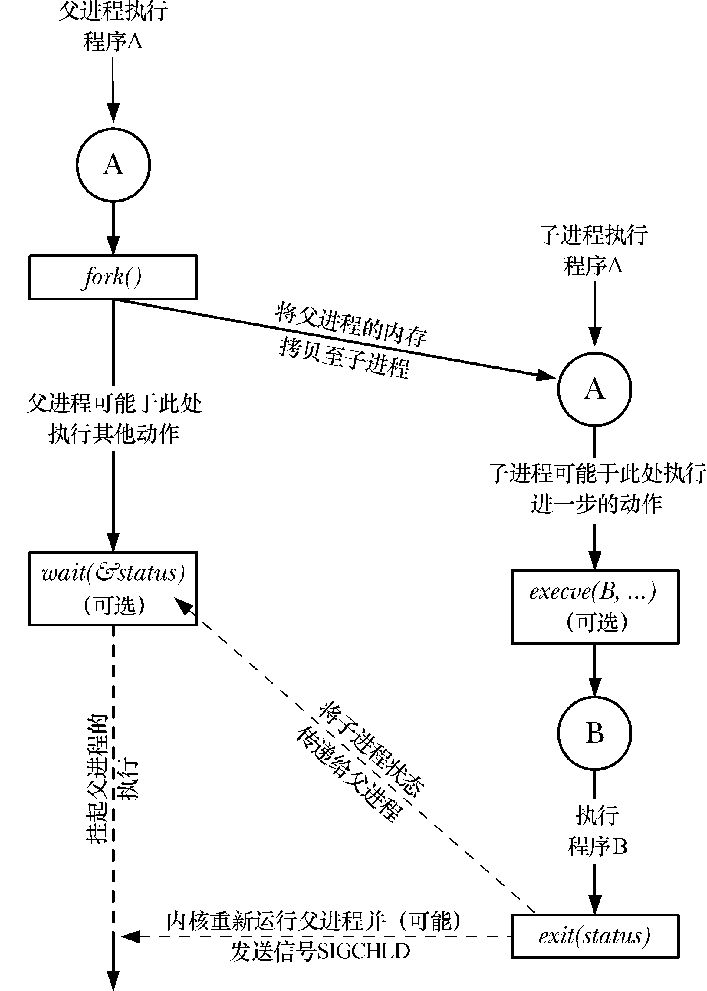 父进程执行
程序A
A
fork()
将父进程的内存
拷贝至子进程
子进程执行
程序A
A
父进程可能于此处
执行其他动作
子进程可能于此处执行
进一步的动作
wait(&status)
(可选)
execve(B, ...)
(可选)
B
将子进程状态
传递给父进程
挂起父进程的
执行
执行
程序B
内核重新运行父进程并（可能）
发送信号SIGCHLD
exit(status)